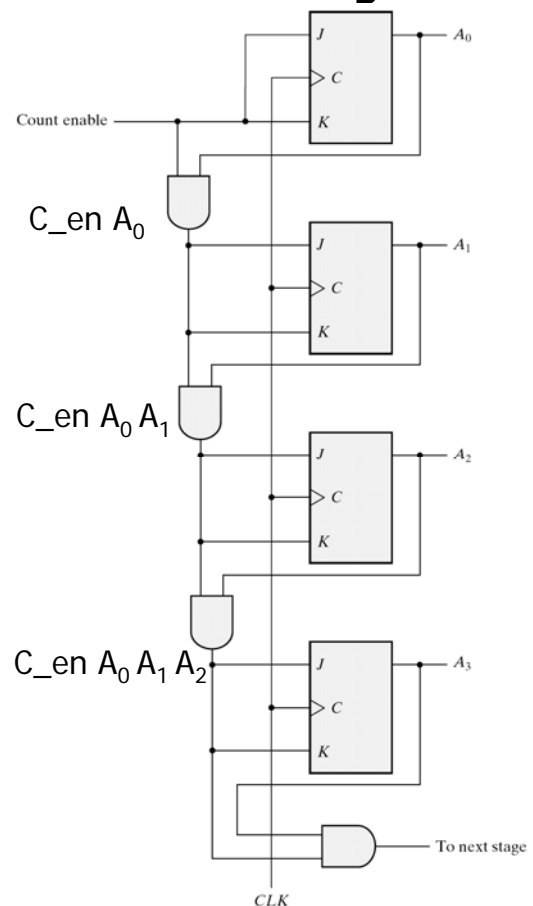 J A₀
C
Count enable K
C_en A₀
J A₁
C
K
C_en A₀ A₁
J A₂
C
K
C_en A₀ A₁ A₂
J A₃
C
K
To next stage
CLK